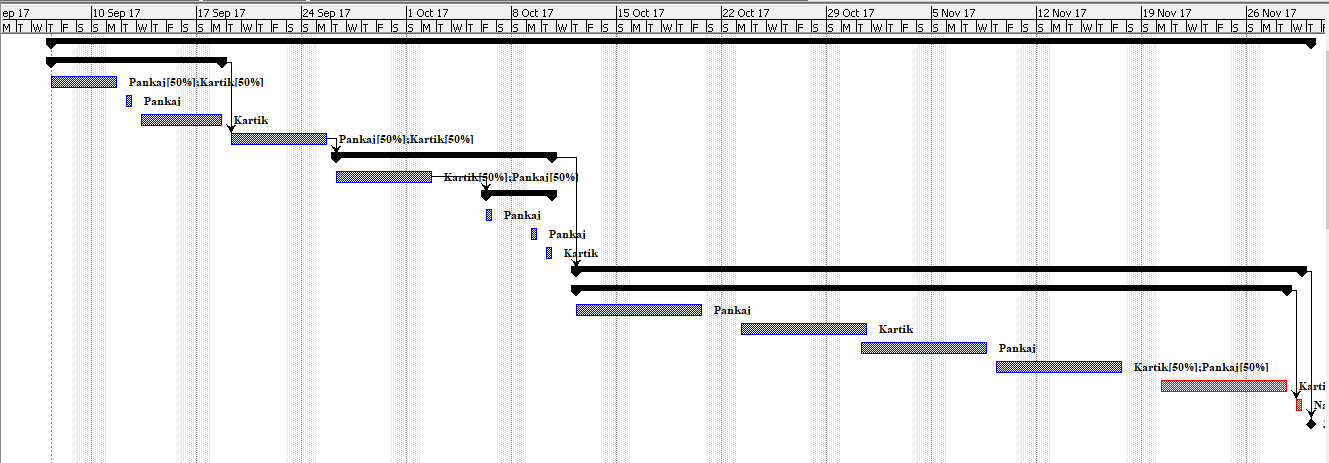 ep 17 10 Sep 17 17 Sep 17 24 Sep 17 1 Oct 17 8 Oct 17 15 Oct 17 22 Oct 17 29 Oct 17 5 Nov 17 12 Nov 17 19 Nov 17 26 Nov 17
M T W T F S S M T W T F S S M T W T F S S M T W T F S S M T W T F S S M T W T F S S M T W T F S S M T W T F S S M T W T F S S M T W T F S S M T W T F S S M T W T F S S M T W T
Pankaj[50%];Kartik[50%]
Pankaj
Kartik
Pankaj[50%];Kartik[50%]
Kartik[50%];Pankaj[50%]
Pankaj
Pankaj
Kartik
Pankaj
Kartik
Pankaj
Kartik[50%];Pankaj[50%]
Karti
Na